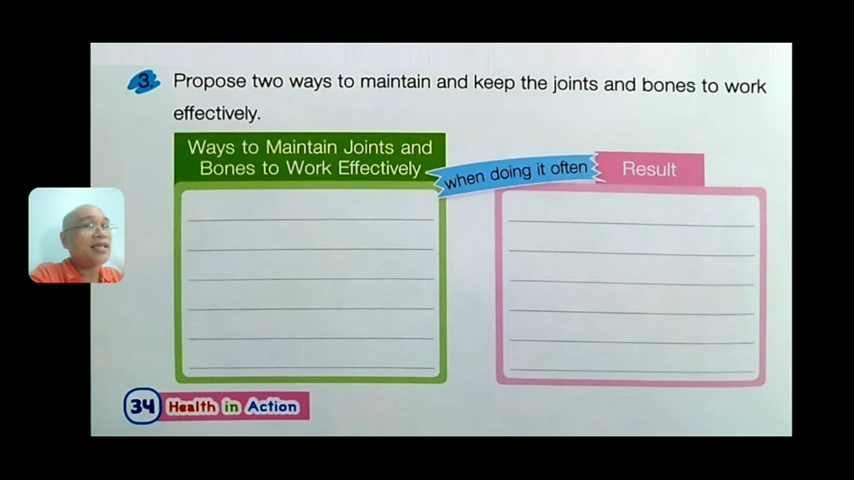 3. Propose two ways to maintain and keep the joints and bones to work
effectively.
Ways to Maintain Joints and
Bones to Work Effectively
when doing it often
Result
34 Health in Action